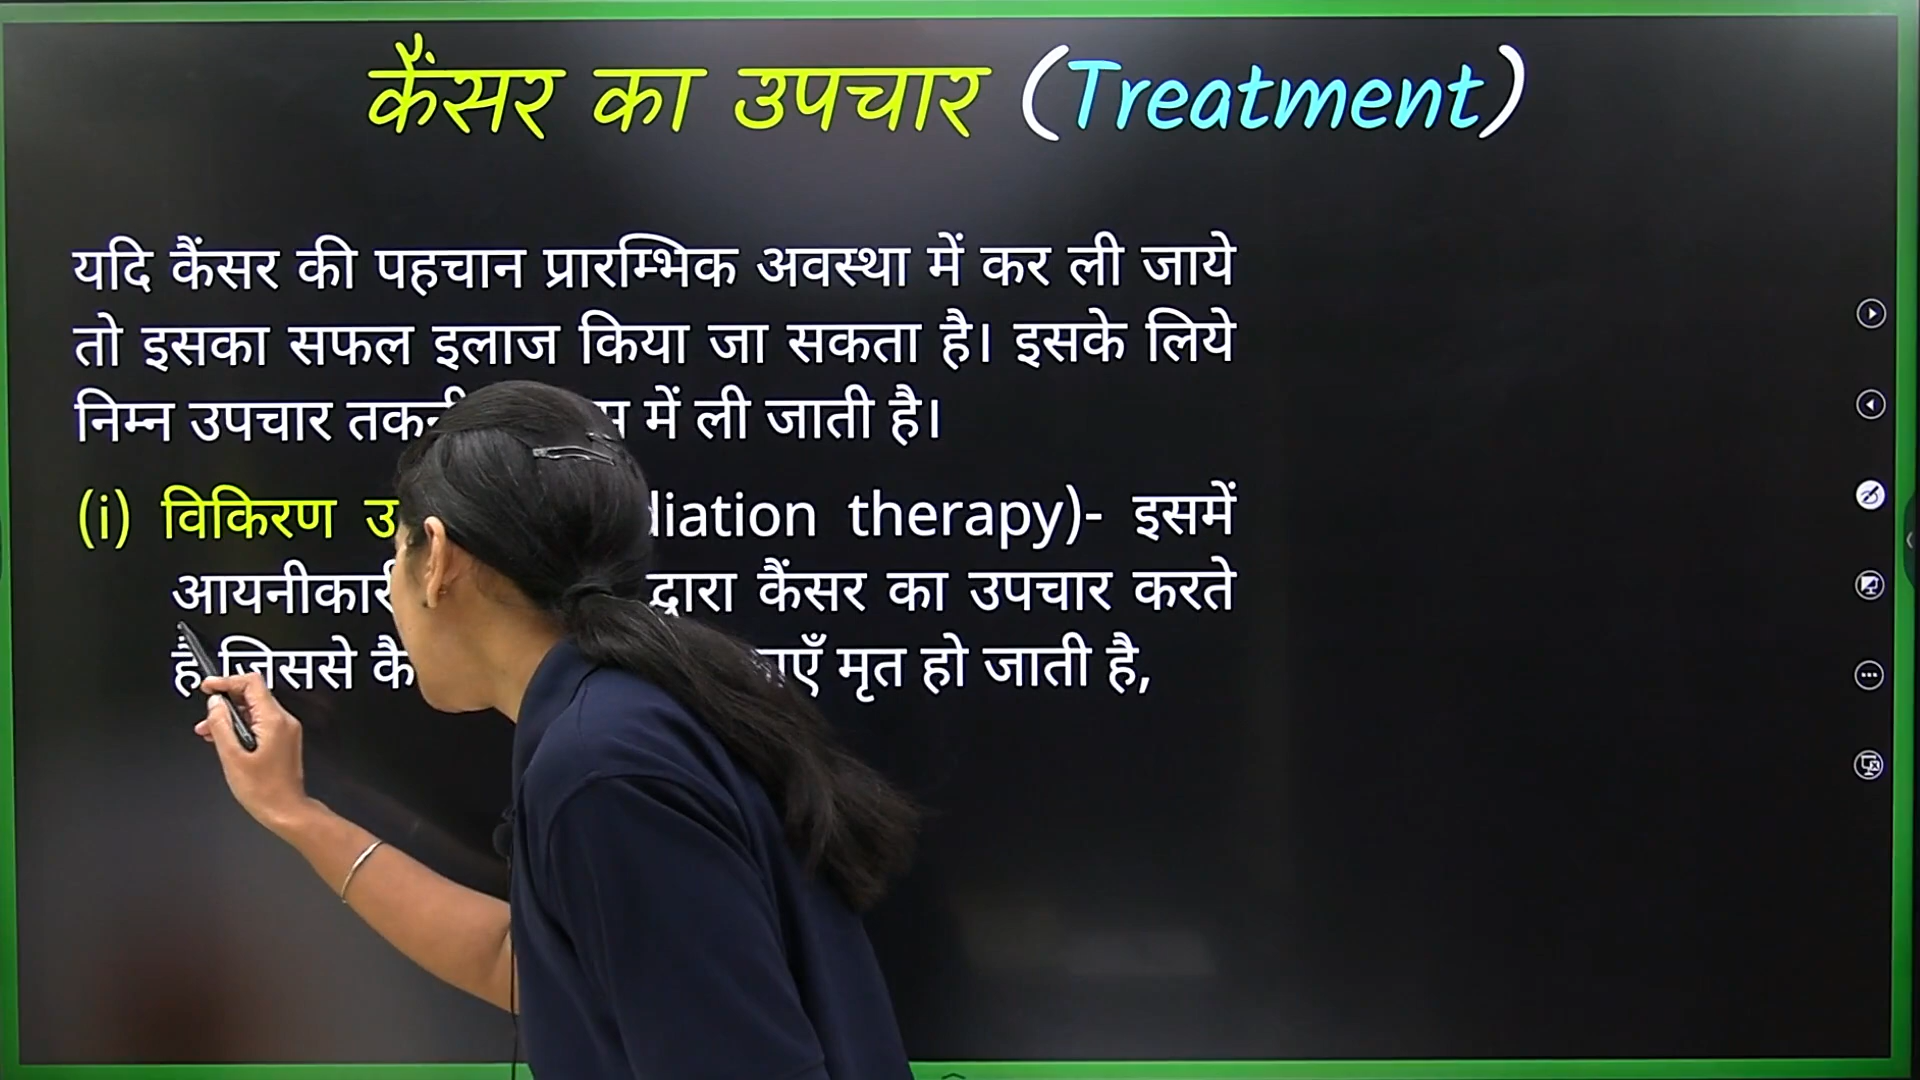 कैंसर का उपचार (Treatment)
यदि कैंसर की पहचान प्रारम्भिक अवस्था में कर ली जाये
तो इसका सफल इलाज किया जा सकता है। इसके लिये
निम्न उपचार में ली जाती है।
(i) विकिरण therapy)- इसमें
द्वारा कैंसर का उपचार करते
है जिससे मृत हो जाती है,